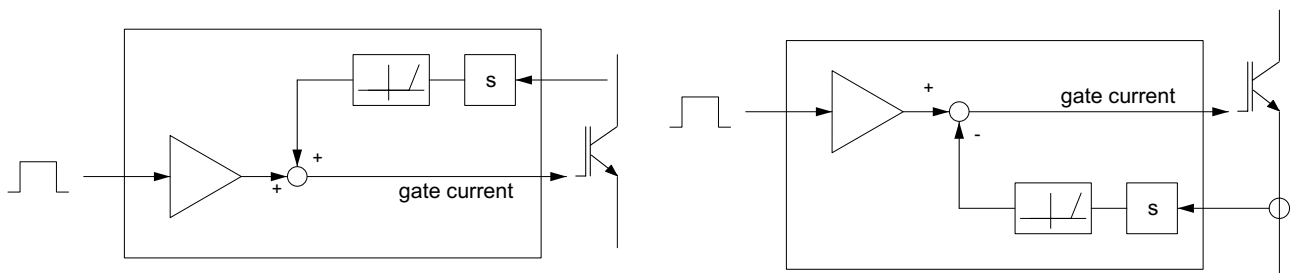 s
+
+
gate current
+
gate current
-
s